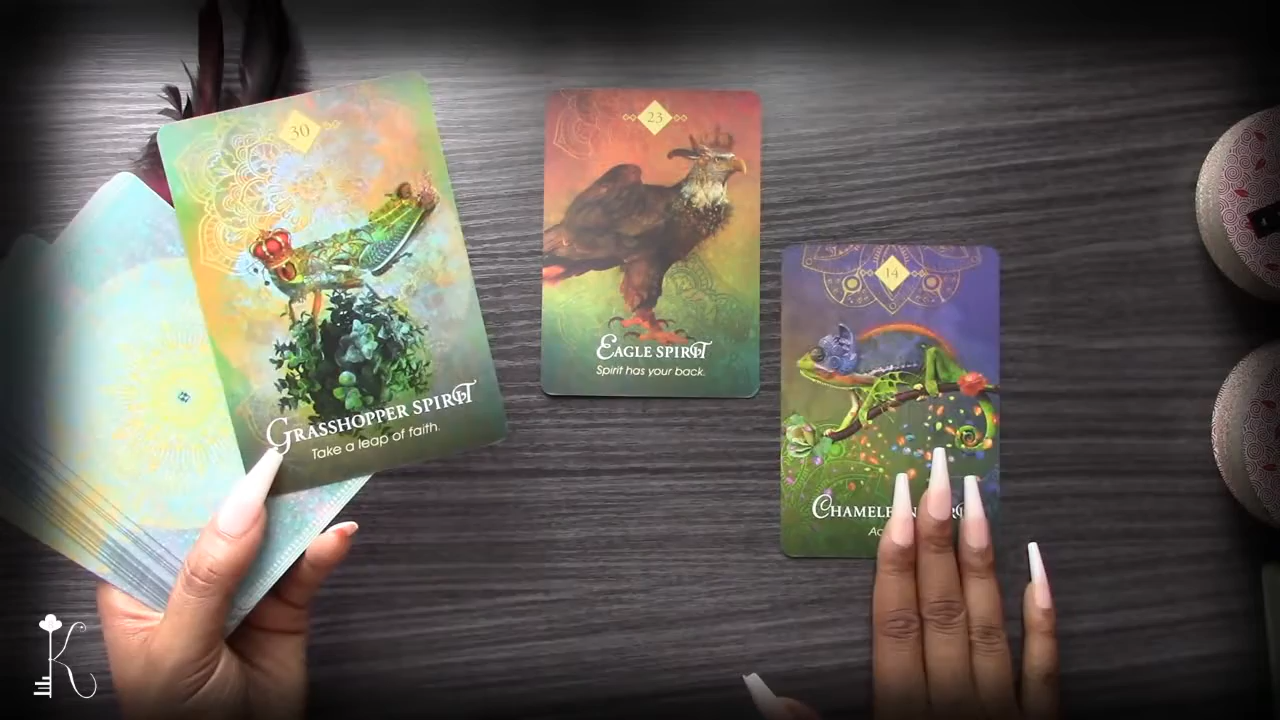 30
GRASSHOPPER SPIRIT
Take a leap of faith.
23
EAGLE SPIRIT
Spirit has your back.
14
K